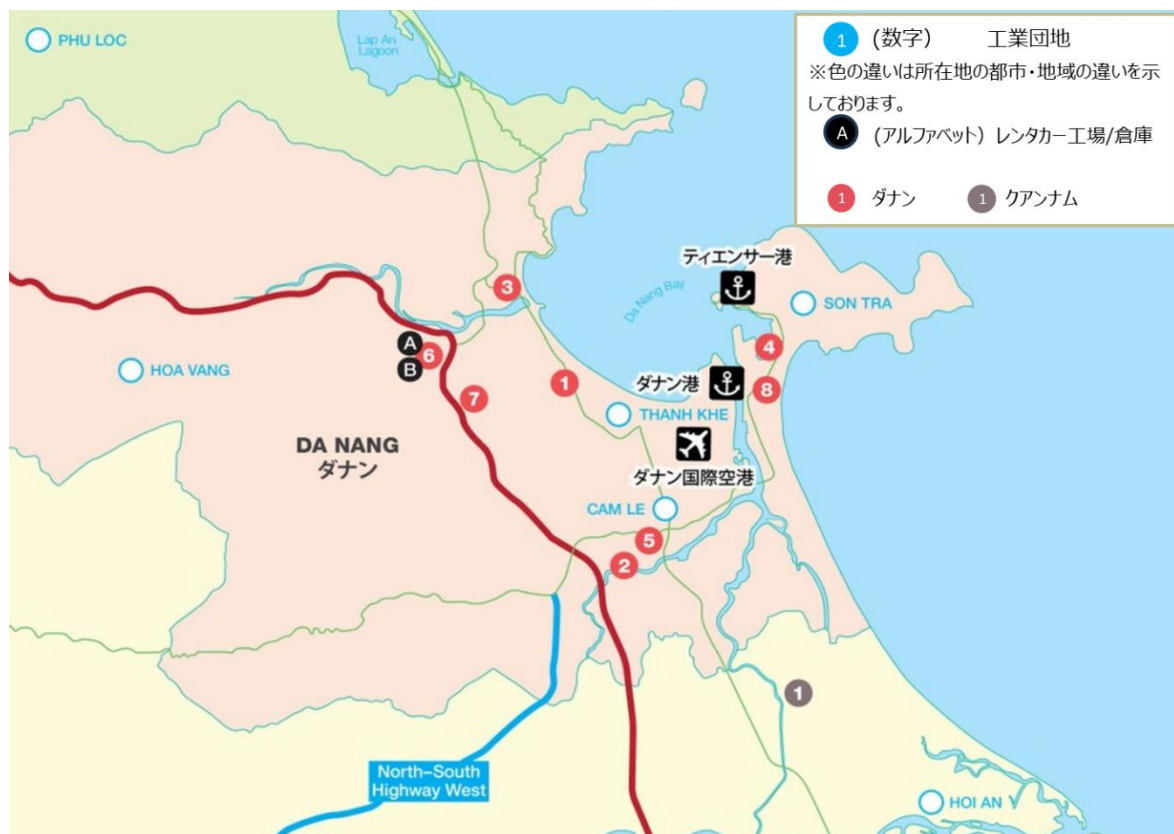 PHU LOC
Lap An
Lagoon
1 (数字) 工業団地
※色の違いは所在地の都市・地域の違いを示
しております。
A (アルファベット) レンタカー工場/倉庫
1 ダナン 1 クアンナム
ティエンサー港
Da Nang Bay
SON TRA
3
4
A
6
B
HOA VANG
7
1
ダナン港
8
THANH KHE
DA NANG
ダナン
ダナン国際空港
CAM LE
5
2
1
North–South
Highway West
HOI AN